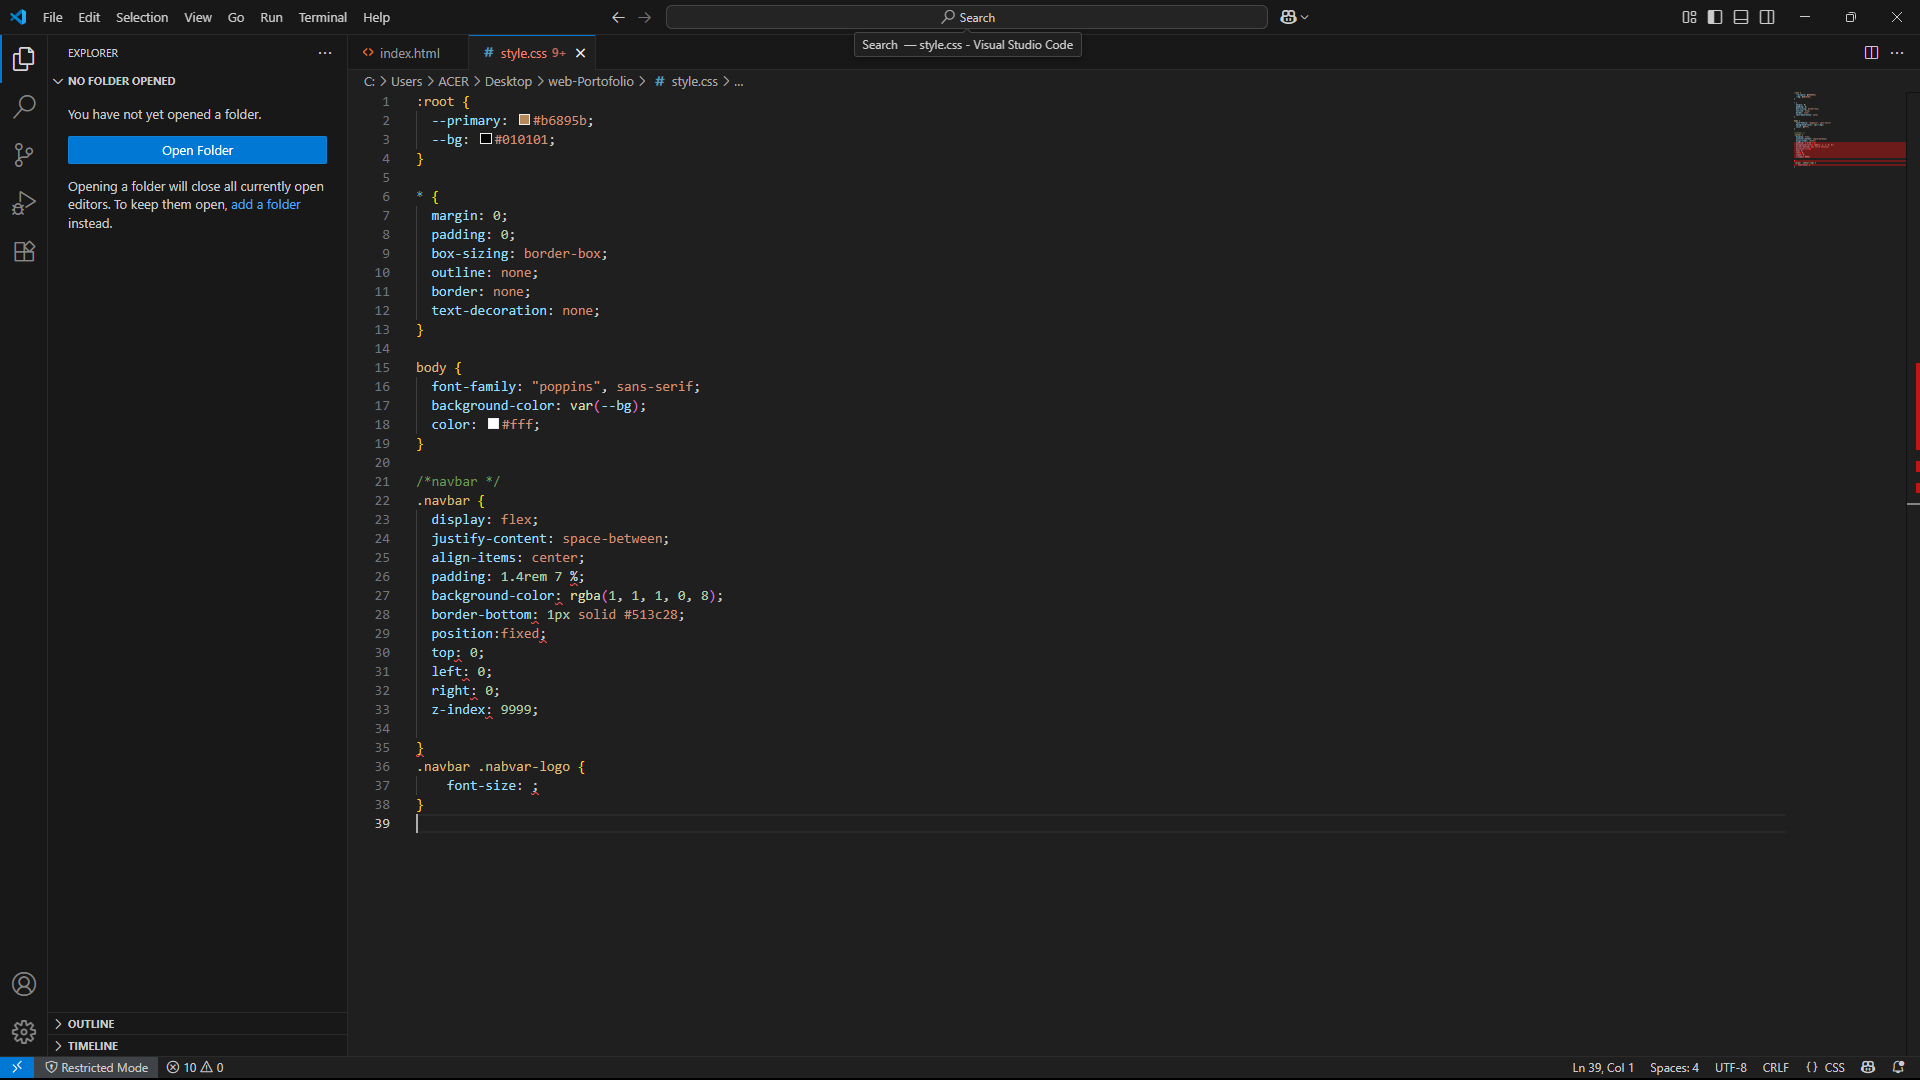 File Edit Selection View Go Run Terminal Help
Search
Search — style.css - Visual Studio Code
EXPLORER
NO FOLDER OPENED
You have not yet opened a folder.
Open Folder
Opening a folder will close all currently open
editors. To keep them open, add a folder
instead.
OUTLINE
TIMELINE
index.html
# style.css 9+
C: > Users > ACER > Desktop > web-Portofolio > # style.css > ...
1 :root {
2 --primary: #b6895b;
3 --bg: #010101;
4 }
5
6 * {
7 margin: 0;
8 padding: 0;
9 box-sizing: border-box;
10 outline: none;
11 border: none;
12 text-decoration: none;
13 }
14
15 body {
16 font-family: "poppins", sans-serif;
17 background-color: var(--bg);
18 color: #fff;
19 }
20
21 /*navbar */
22 .navbar {
23 display: flex;
24 justify-content: space-between;
25 align-items: center;
26 padding: 1.4rem 7 %;
27 background-color: rgba(1, 1, 1, 0, 8);
28 border-bottom: 1px solid #513c28;
29 position:fixed;
30 top: 0;
31 left: 0;
32 right: 0;
33 z-index: 9999;
34
35 }
36 .navbar .nabvar-logo {
37 font-size: ;
38 }
39
Restricted Mode 10 0
Ln 39, Col 1 Spaces: 4 UTF-8 CRLF {} CSS